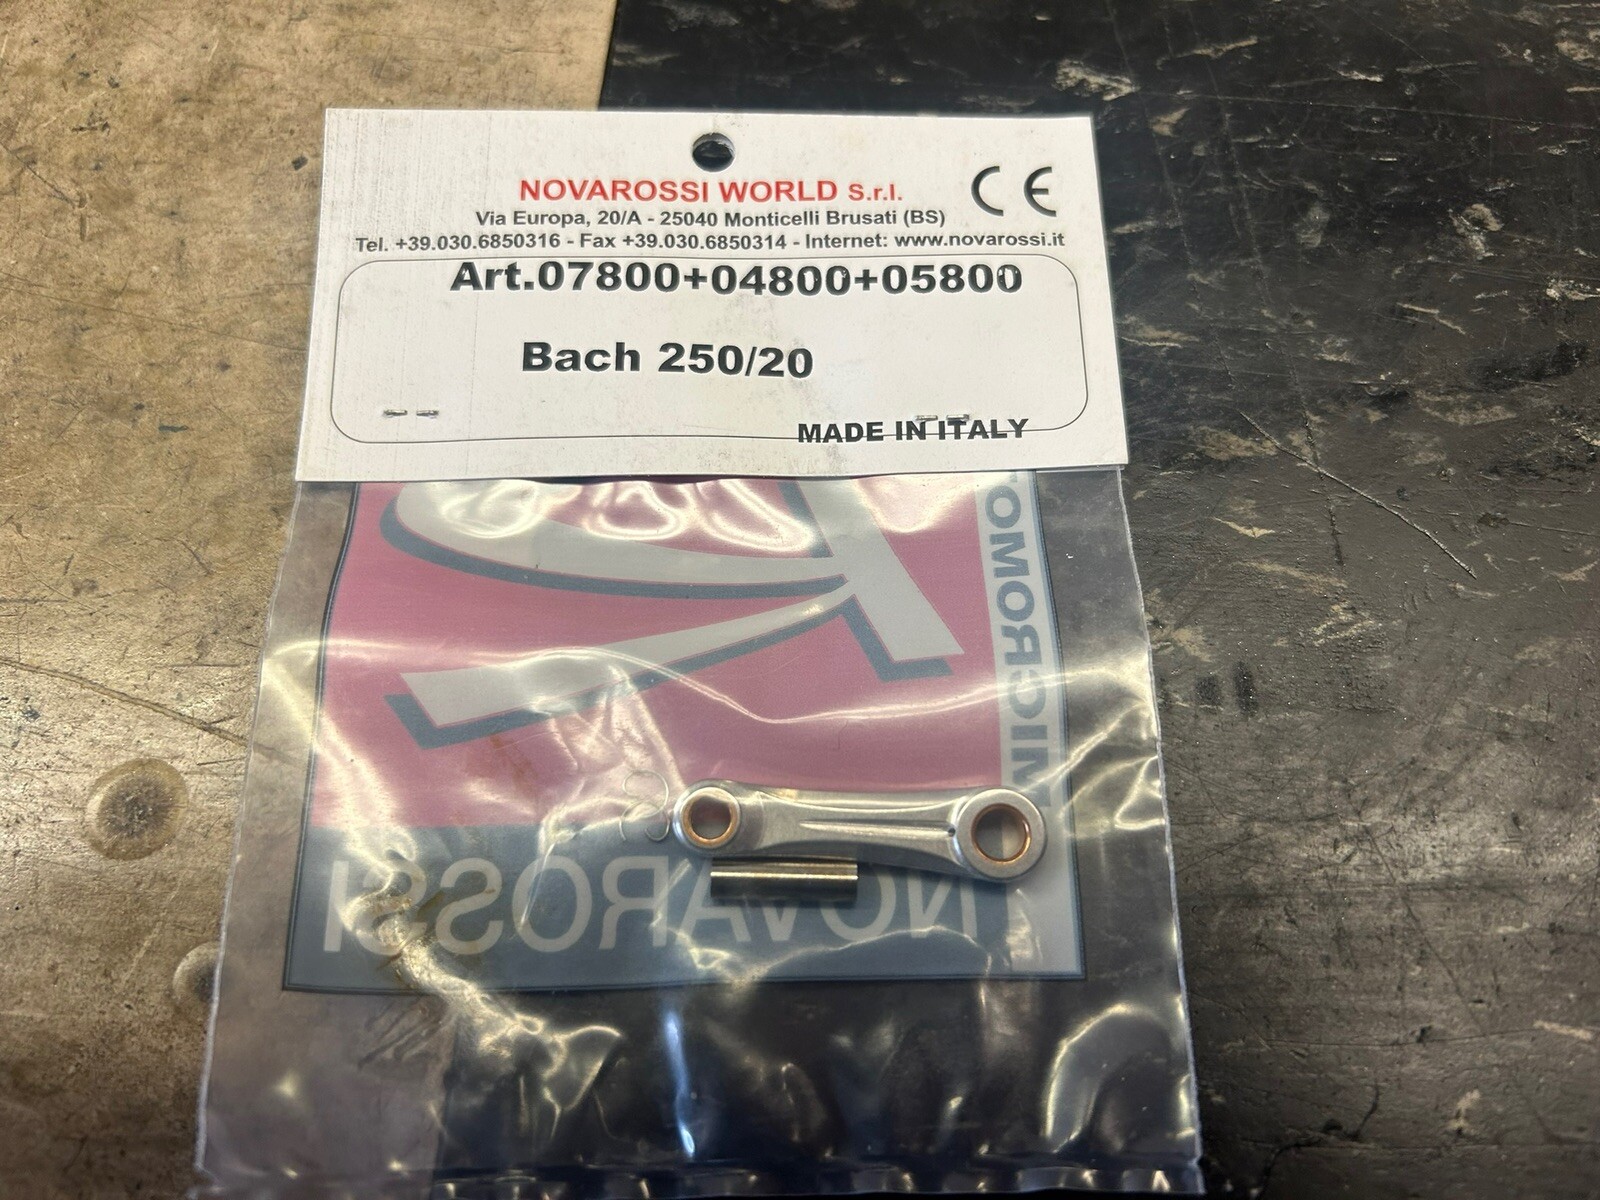 NOVAROSSI WORLD S.r.l.
CE
Via Europa, 20/A - 25040 Monticelli Brusati (BS)
Tel. +39.030.6850316 - Fax +39.030.6850314 - Internet: www.novarossi.it
Art.07800+04800+05800
Bach 250/20
MADE IN ITALY
NOVAROSSI